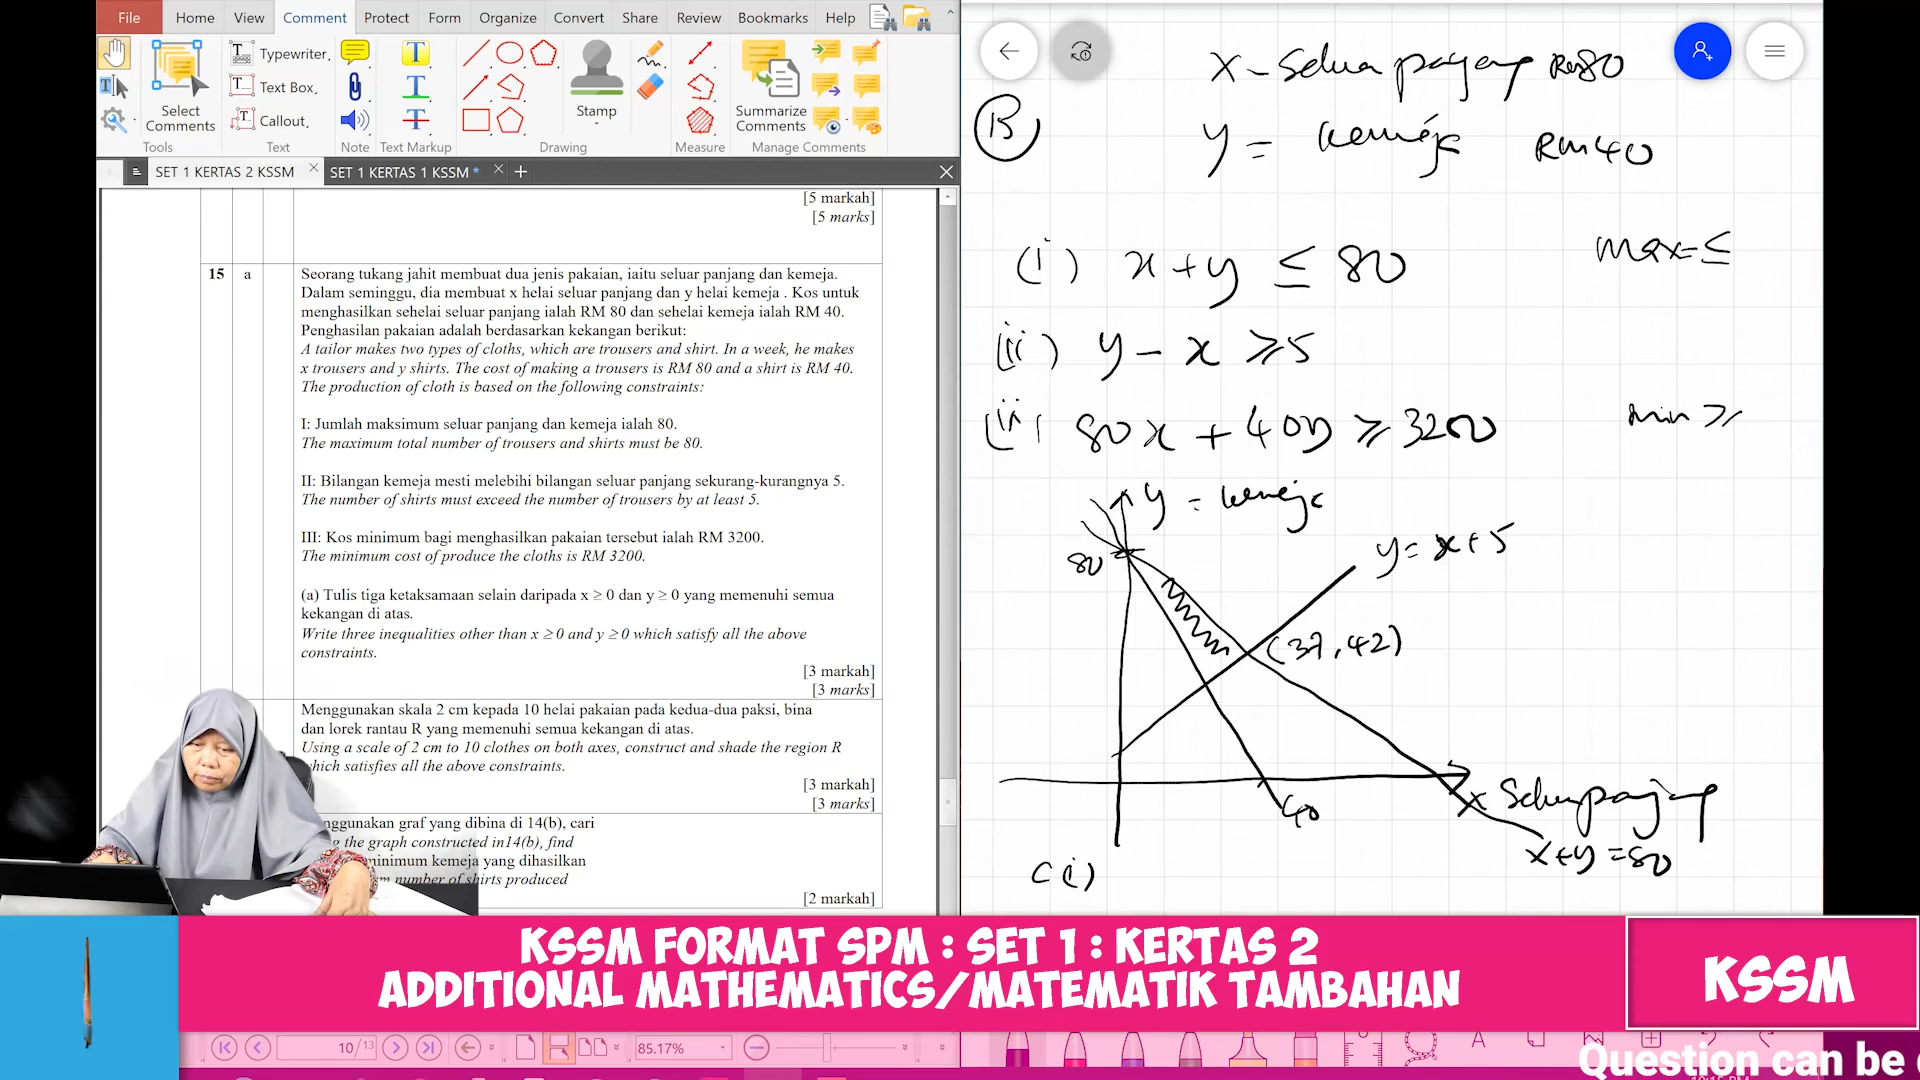 File Home View Comment Protect Form Organize Convert Share Review Bookmarks Help
Typewriter
Text Box
Callout
Select Comments
Stamp
Summarize Comments
Tools Text Note Text Markup Drawing Measure Manage Comments
SET 1 KERTAS 2 KSSM SET 1 KERTAS 1 KSSM *
[5 markah]
[5 marks]
15 a Seorang tukang jahit membuat dua jenis pakaian, iaitu seluar panjang dan kemeja.
Dalam seminggu, dia membuat x helai seluar panjang dan y helai kemeja . Kos untuk
menghasilkan sehelai seluar panjang ialah RM 80 dan sehelai kemeja ialah RM 40.
Penghasilan pakaian adalah berdasarkan kekangan berikut:
A tailor makes two types of cloths, which are trousers and shirt. In a week, he makes
x trousers and y shirts. The cost of making a trousers is RM 80 and a shirt is RM 40.
The production of cloth is based on the following constraints:
I: Jumlah maksimum seluar panjang dan kemeja ialah 80.
The maximum total number of trousers and shirts must be 80.
II: Bilangan kemeja mesti melebihi bilangan seluar panjang sekurang-kurangnya 5.
The number of shirts must exceed the number of trousers by at least 5.
III: Kos minimum bagi menghasilkan pakaian tersebut ialah RM 3200.
The minimum cost of produce the cloths is RM 3200.
(a) Tulis tiga ketaksamaan selain daripada x ≥ 0 dan y ≥ 0 yang memenuhi semua
kekangan di atas.
Write three inequalities other than x ≥ 0 and y ≥ 0 which satisfy all the above
constraints.
[3 markah]
[3 marks]
Menggunakan skala 2 cm kepada 10 helai pakaian pada kedua-dua paksi, bina
dan lorek rantau R yang memenuhi semua kekangan di atas.
Using a scale of 2 cm to 10 clothes on both axes, construct and shade the region R
which satisfies all the above constraints.
[3 markah]
[3 marks]
nggunakan graf yang dibina di 14(b), cari
the graph constructed in14(b), find
minimum kemeja yang dihasilkan
number of shirts produced
[2 markah]
x - Seluar panjang RM80
B
y = kemeja RM40
(i) x + y ≤ 80 max = ≤
(ii) y - x ≥ 5
(iii) 80x + 40y ≥ 3200 min ≥
y = kemeja
80
y = x + 5
(37, 42)
40
x Seluar panjang
x + y = 80
C (i)
KSSM FORMAT SPM : SET 1 : KERTAS 2
ADDITIONAL MATHEMATICS/MATEMATIK TAMBAHAN
KSSM
10 / 13
85.17%
Question can be